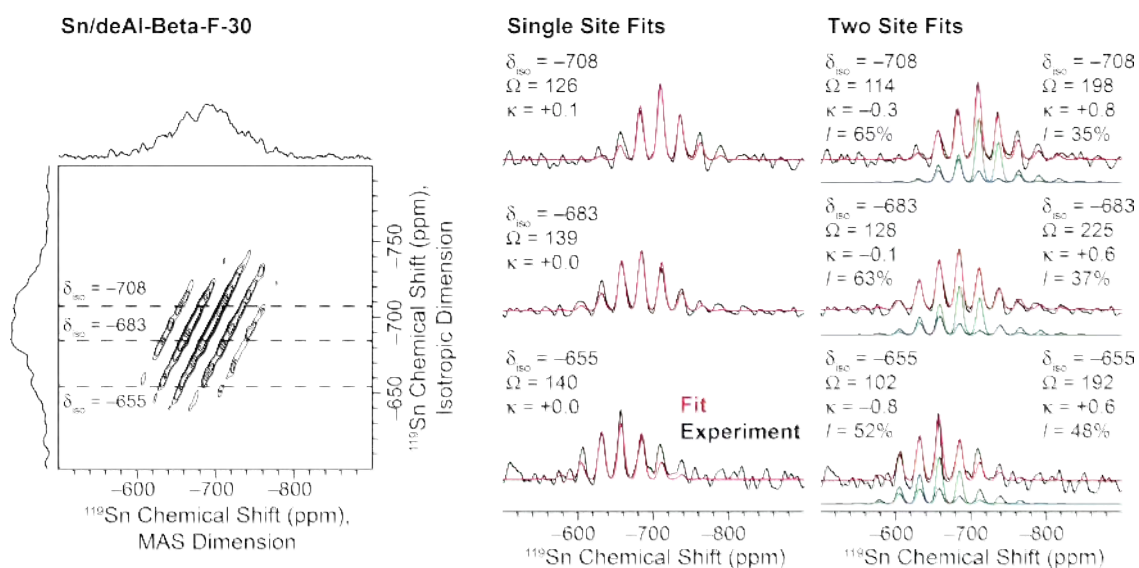 Sn/deAl-Beta-F-30
δiso = −708
δiso = −683
δiso = −655
−750
−700
−650
¹¹⁹Sn Chemical Shift (ppm),
Isotropic Dimension
−600 −700 −800
¹¹⁹Sn Chemical Shift (ppm),
MAS Dimension
Single Site Fits
δiso = −708
Ω = 126
κ = +0.1
δiso = −683
Ω = 139
κ = +0.0
δiso = −655
Ω = 140
κ = +0.0
Fit
Experiment
−600 −700 −800
¹¹⁹Sn Chemical Shift (ppm)
Two Site Fits
δiso = −708
Ω = 114
κ = −0.3
I = 65%
δiso = −708
Ω = 198
κ = +0.8
I = 35%
δiso = −683
Ω = 128
κ = −0.1
I = 63%
δiso = −683
Ω = 225
κ = +0.6
I = 37%
δiso = −655
Ω = 102
κ = −0.8
I = 52%
δiso = −655
Ω = 192
κ = +0.6
I = 48%
−600 −700 −800
¹¹⁹Sn Chemical Shift (ppm)